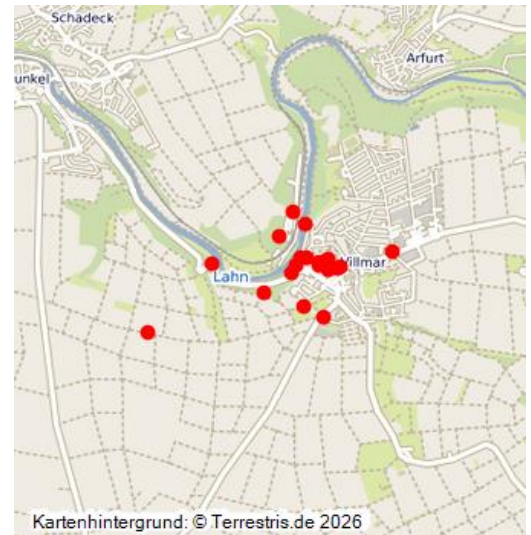 Schadeck
Arfurt
unkel
Villmar
Lahn
Kartenhintergrund: © Terrestris.de 2026